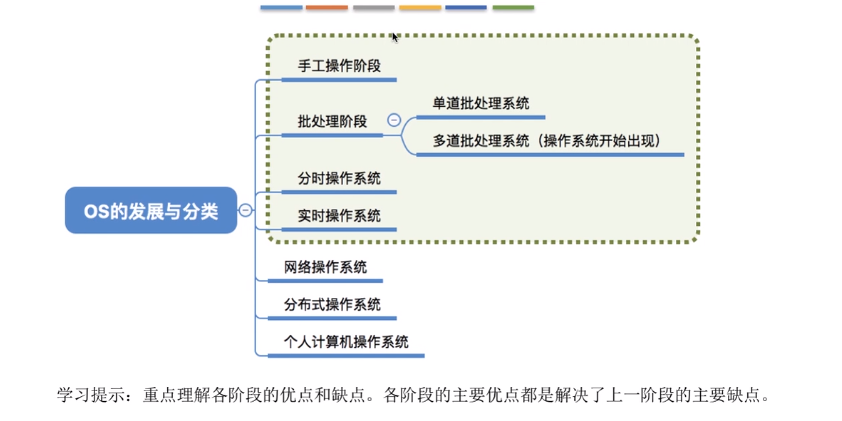 手工操作阶段
单道批处理系统
批处理阶段
多道批处理系统（操作系统开始出现）
分时操作系统
OS的发展与分类
实时操作系统
网络操作系统
分布式操作系统
个人计算机操作系统
学习提示：重点理解各阶段的优点和缺点。各阶段的主要优点都是解决了上一阶段的主要缺点。